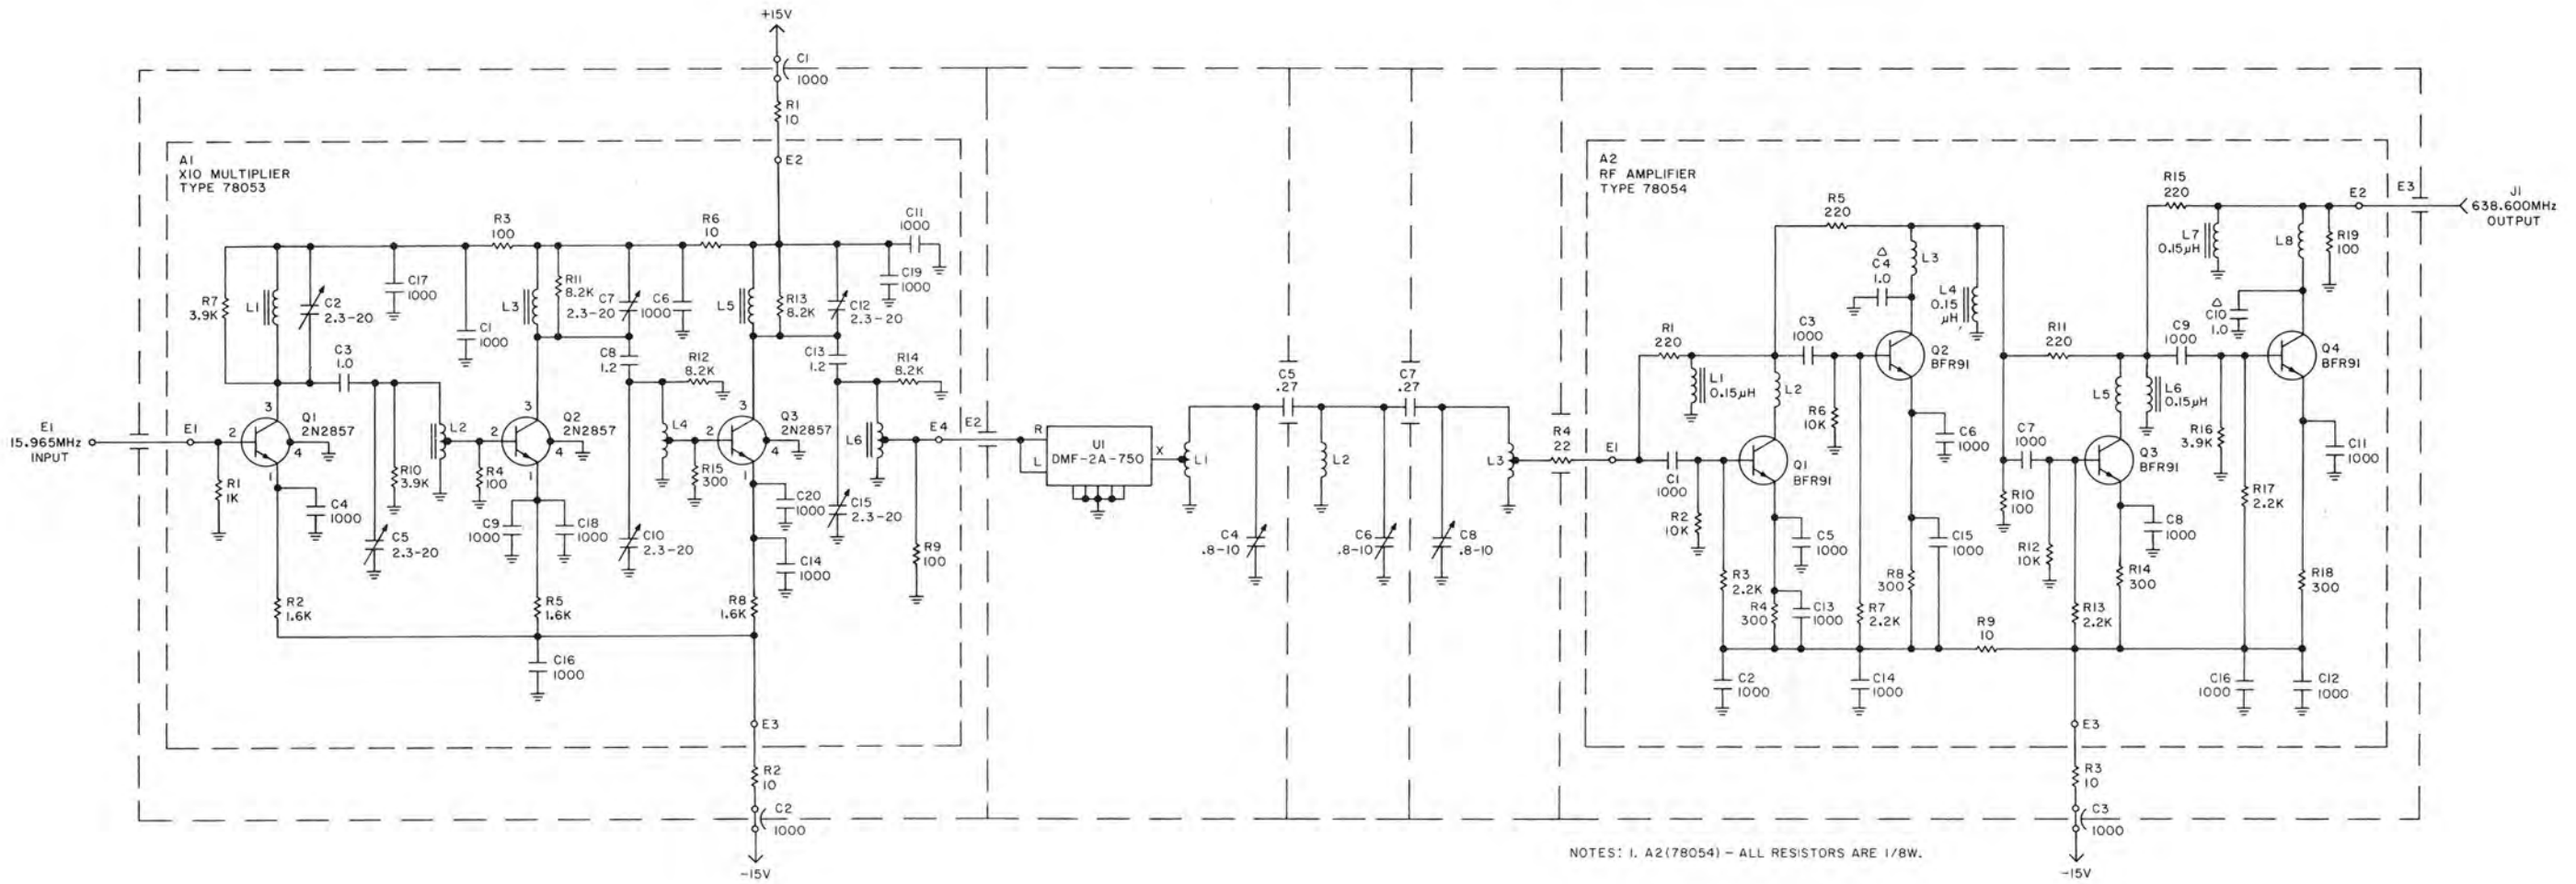 +15V
C1
1000
R1
10
E2
A1
X10 MULTIPLIER
TYPE 78053
R3
100
R6
10
C11
1000
R7
3.9K
L1
C2
2.3-20
C17
1000
C1
1000
L3
R11
8.2K
C7
2.3-20
C6
1000
L5
R13
8.2K
C12
2.3-20
C19
1000
C3
1.0
C8
1.2
R12
8.2K
C13
1.2
R14
8.2K
E1
15.965MHz
INPUT
E1
2
3
4
1
Q1
2N2857
L2
2
3
4
1
Q2
2N2857
L4
2
3
4
1
Q3
2N2857
L6
E4
E2
R1
1K
C4
1000
R10
3.9K
R4
100
C5
2.3-20
C9
1000
C18
1000
C10
2.3-20
R15
300
C20
1000
C15
2.3-20
C14
1000
R9
100
R2
1.6K
R5
1.6K
R8
1.6K
C16
1000
E3
R2
10
C2
1000
-15V
R
L
U1
DMF-2A-750
X
L1
C5
.27
L2
C7
.27
L3
C4
.8-10
C6
.8-10
C8
.8-10
R4
22
E1
A2
RF AMPLIFIER
TYPE 78054
R5
220
R15
220
E2
E3
J1
638.600MHz
OUTPUT
△
C4
1.0
L3
L4
0.15
µH
L7
0.15µH
L8
R19
100
△
C10
1.0
R1
220
C3
1000
Q2
BFR91
R11
220
C9
1000
Q4
BFR91
L1
0.15µH
L2
R6
10K
L5
L6
0.15µH
R16
3.9K
C1
1000
Q1
BFR91
C6
1000
C7
1000
Q3
BFR91
C11
1000
R2
10K
C5
1000
C15
1000
R10
100
R12
10K
C8
1000
R17
2.2K
R3
2.2K
R4
300
C13
1000
R7
2.2K
R8
300
R9
10
R13
2.2K
R14
300
R18
300
C2
1000
C14
1000
C16
1000
C12
1000
E3
R3
10
C3
1000
-15V
NOTES: 1. A2(78054) - ALL RESISTORS ARE 1/8W.